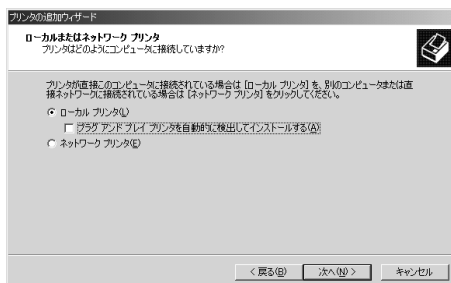 プリンタの追加ウィザード
ローカルまたはネットワーク プリンタ
プリンタはどのようにコンピュータに接続していますか?
プリンタが直接このコンピュータに接続されている場合は [ローカル プリンタ] を、別のコンピュータまたは直
接ネットワークに接続されている場合は [ネットワーク プリンタ] をクリックしてください。
ローカル プリンタ(L)
プラグ アンド プレイ プリンタを自動的に検出してインストールする(A)
ネットワーク プリンタ(E)
< 戻る(B)
次へ(N) >
キャンセル